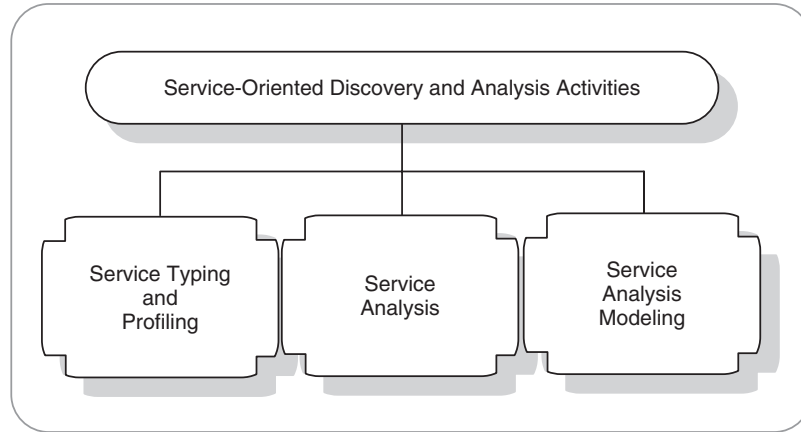 Service-Oriented Discovery and Analysis Activities
Service Typing
and
Profiling
Service
Analysis
Service
Analysis
Modeling